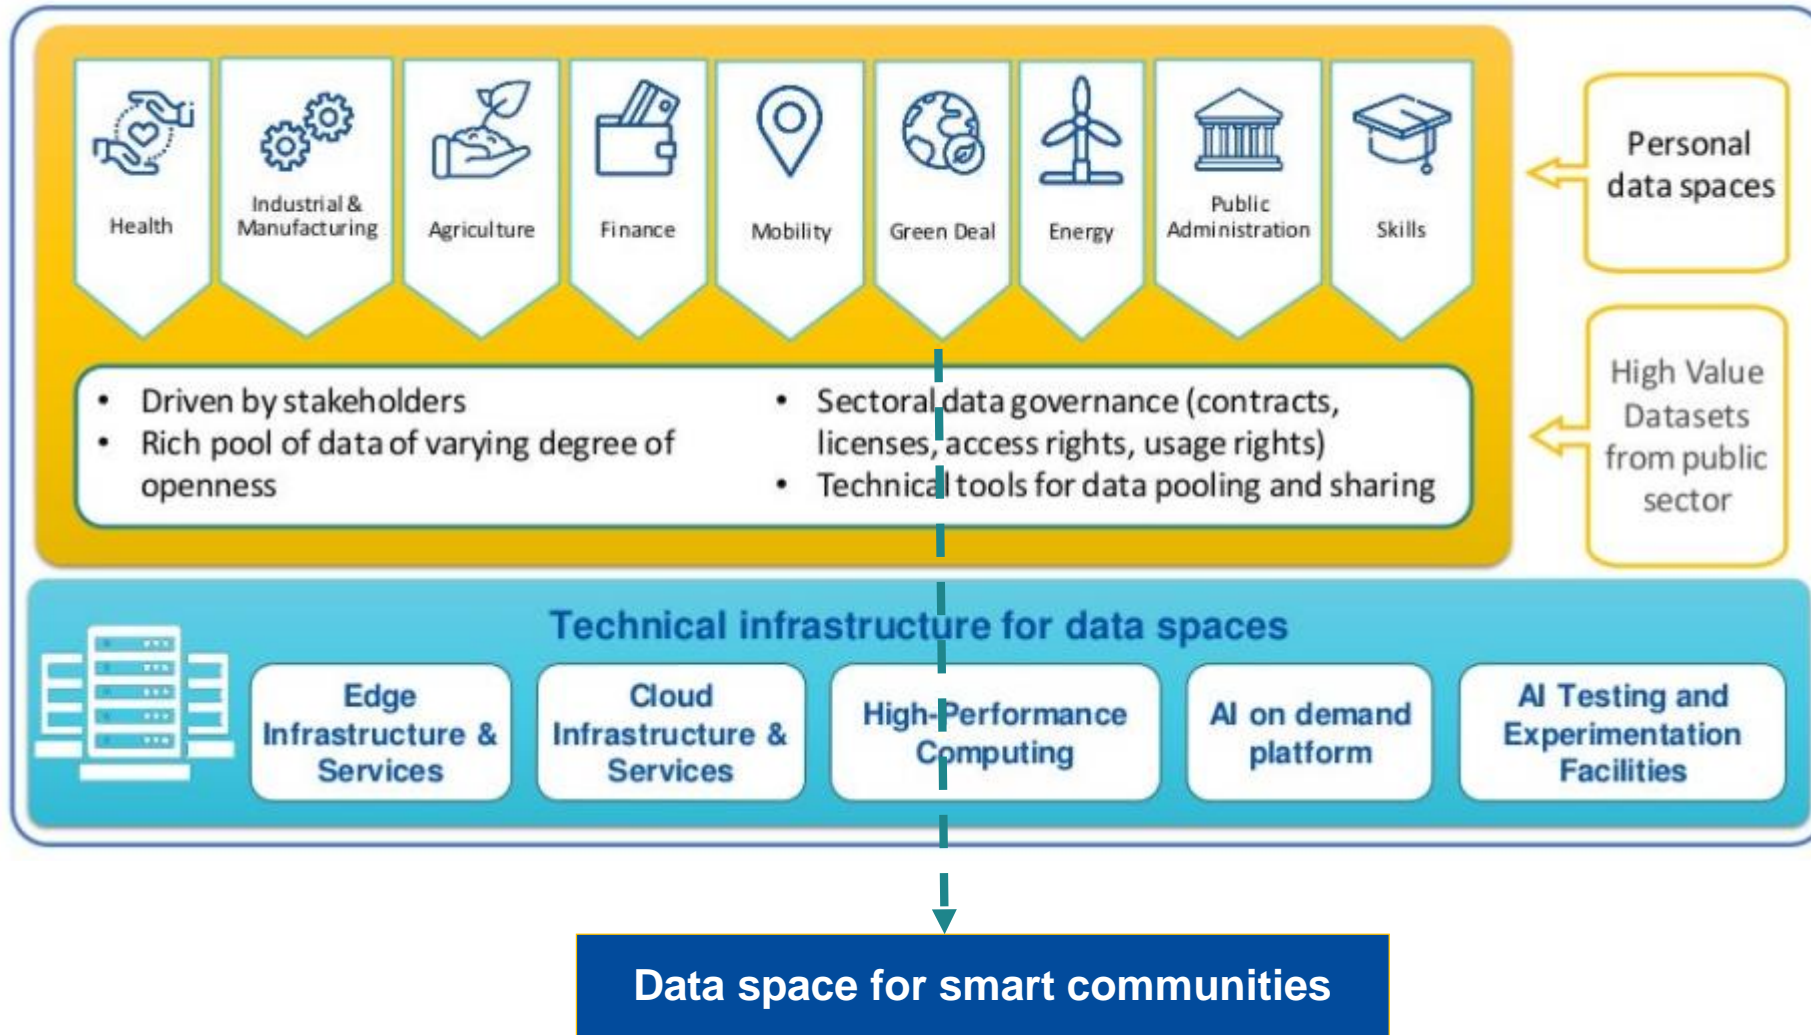 Health
Industrial &
Manufacturing
Agriculture
Finance
Mobility
Green Deal
Energy
Public
Administration
Skills
Personal
data spaces
• Driven by stakeholders
• Rich pool of data of varying degree of
openness
• Sectoral data governance (contracts,
licenses, access rights, usage rights)
• Technical tools for data pooling and sharing
High Value
Datasets
from public
sector
Technical infrastructure for data spaces
Edge
Infrastructure &
Services
Cloud
Infrastructure &
Services
High-Performance
Computing
AI on demand
platform
AI Testing and
Experimentation
Facilities
Data space for smart communities